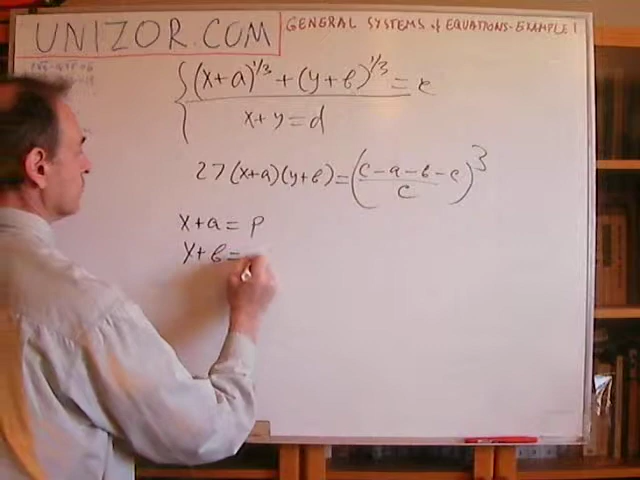 UNIZOR.COM
GENERAL SYSTEMS of EQUATIONS-EXAMPLE 1
(x+a)^1/3 + (y+b)^1/3 = c
x+y=d
27(x+a)(y+b)=((c-a-b-c)/c)^3
x+a= p
y+b=